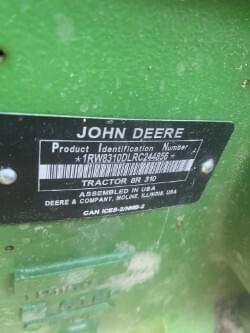 JOHN DEERE
Product Identification Number
*1RW8310DLRC244856*
TRACTOR 8R 310
ASSEMBLED IN USA
DEERE & COMPANY, MOLINE, ILLINOIS, USA
CAN ICES-2/NMB-2